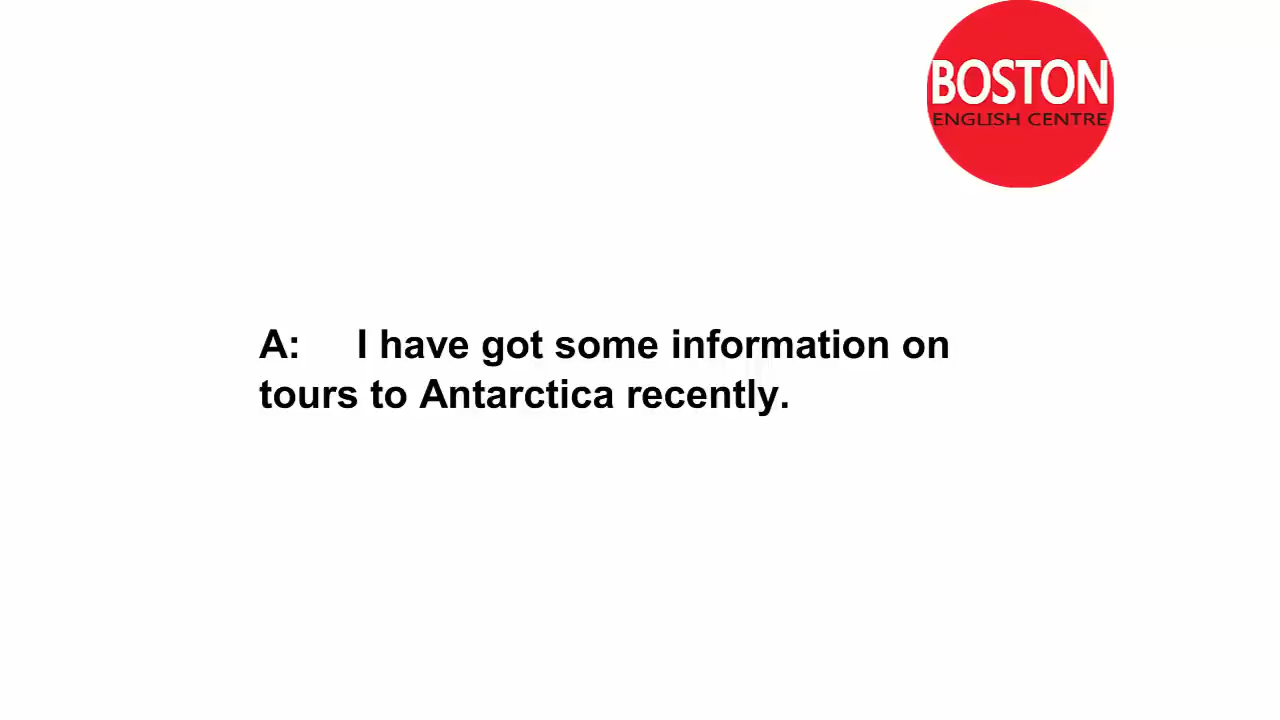 BOSTON
ENGLISH CENTRE
A: I have got some information on
tours to Antarctica recently.